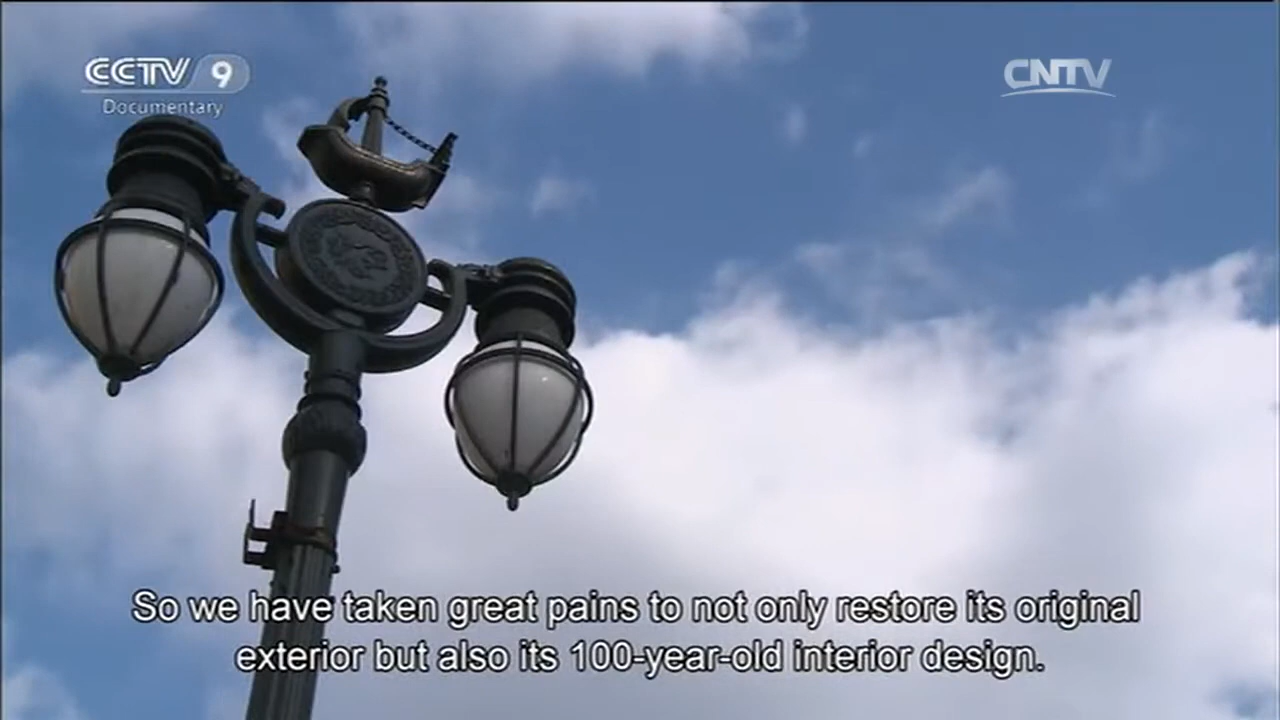 CCTV 9
Documentary
CNTV
So we have taken great pains to not only restore its original
exterior but also its 100-year-old interior design.